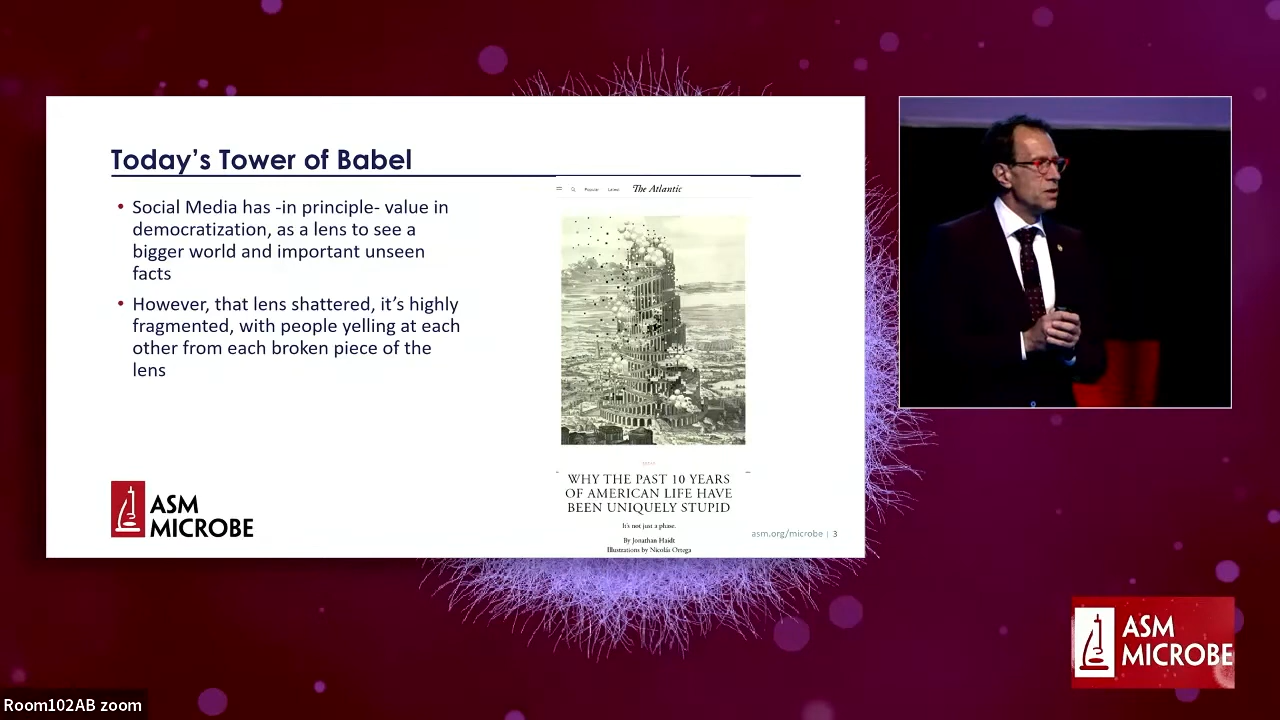 Today's Tower of Babel
• Social Media has -in principle- value in
democratization, as a lens to see a
bigger world and important unseen
facts
• However, that lens shattered, it's highly
fragmented, with people yelling at each
other from each broken piece of the
lens
Popular Latest The Atlantic
WHY THE PAST 10 YEARS
OF AMERICAN LIFE HAVE
BEEN UNIQUELY STUPID
It's not just a phase.
By Jonathan Haidt
Illustrations by Nicolás Ortega
ASM
MICROBE
asm.org/microbe | 3
ASM
MICROBE
Room102AB zoom